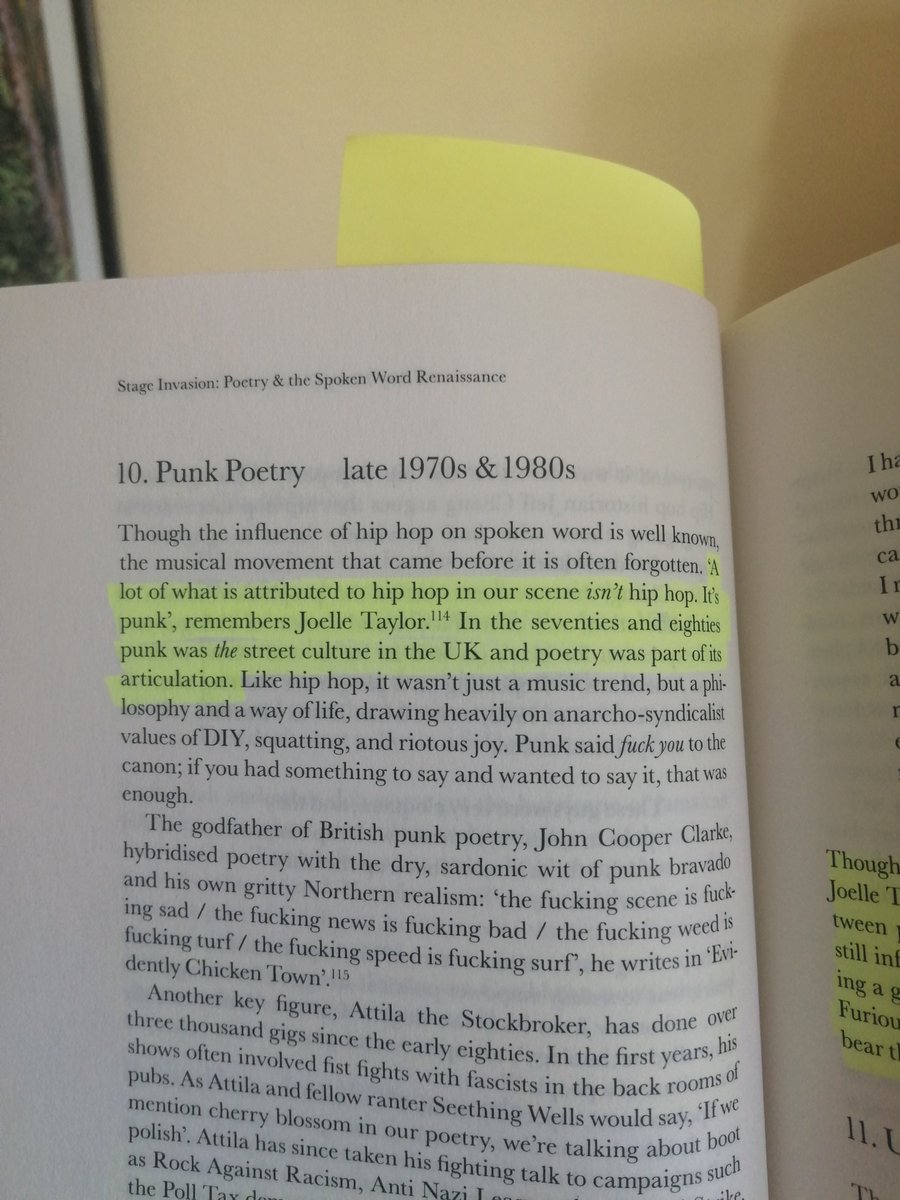 Stage Invasion: Poetry & the Spoken Word Renaissance
10. Punk Poetry late 1970s & 1980s
Though the influence of hip hop on spoken word is well known,
the musical movement that came before it is often forgotten. ‘A
lot of what is attributed to hip hop in our scene isn’t hip hop. It’s
punk’, remembers Joelle Taylor.114 In the seventies and eighties
punk was the street culture in the UK and poetry was part of its
articulation. Like hip hop, it wasn’t just a music trend, but a phi-
losophy and a way of life, drawing heavily on anarcho-syndicalist
values of DIY, squatting, and riotous joy. Punk said fuck you to the
canon; if you had something to say and wanted to say it, that was
enough.
The godfather of British punk poetry, John Cooper Clarke,
hybridised poetry with the dry, sardonic wit of punk bravado
and his own gritty Northern realism: ‘the fucking scene is fuck-
ing sad / the fucking news is fucking bad / the fucking weed is
fucking turf / the fucking speed is fucking surf’, he writes in ‘Evi-
dently Chicken Town’.115
Another key figure, Attila the Stockbroker, has done over
three thousand gigs since the early eighties. In the first years, his
shows often involved fist fights with fascists in the back rooms of
pubs. As Attila and fellow ranter Seething Wells would say, ‘If we
mention cherry blossom in our poetry, we’re talking about boot
polish’. Attila has since taken his fighting talk to campaigns such
as Rock Against Racism, Anti Nazi
the Poll Tax
I ha
wo
thr
ca
I
w
b
a
Though
Joelle T
tween
still inf
ing a g
Furiou
bear th
11.